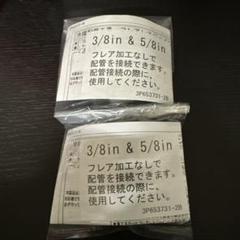 3/8in & 5/8in
フレア加工なしで
配管を接続できます。
配管接続の際に、
使用してください。
3P653731-2B
3/8in & 5/8in
フレア加工なしで
配管を接続できます。
配管接続の際に、
使用してください。
3P653731-2B